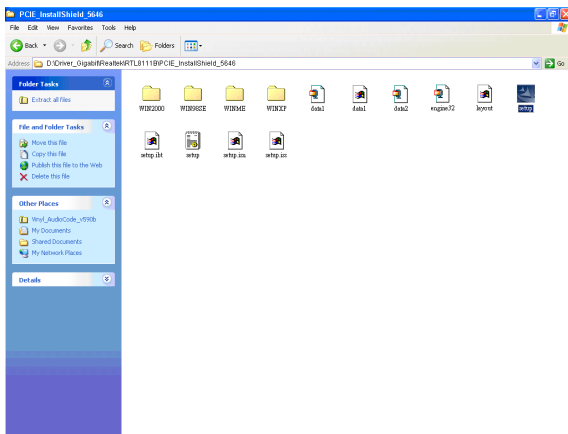 PCIE_InstallShield_5646
File Edit View Favorites Tools Help
Back Search Folders
Address D:\Driver_Gigabit\Realtek\RTL8111B\PCIE_InstallShield_5646 Go
Folder Tasks
Extract all files
File and Folder Tasks
Move this file
Copy this file
Publish this file to the Web
Delete this file
Other Places
Vinyl_AudioCode_v590b
My Documents
Shared Documents
My Network Places
Details
WIN2000 WIN98SE WINME WINXP data1 data1 data2 engine32 layout setup
setup.ibt setup setup.inx setup.iss